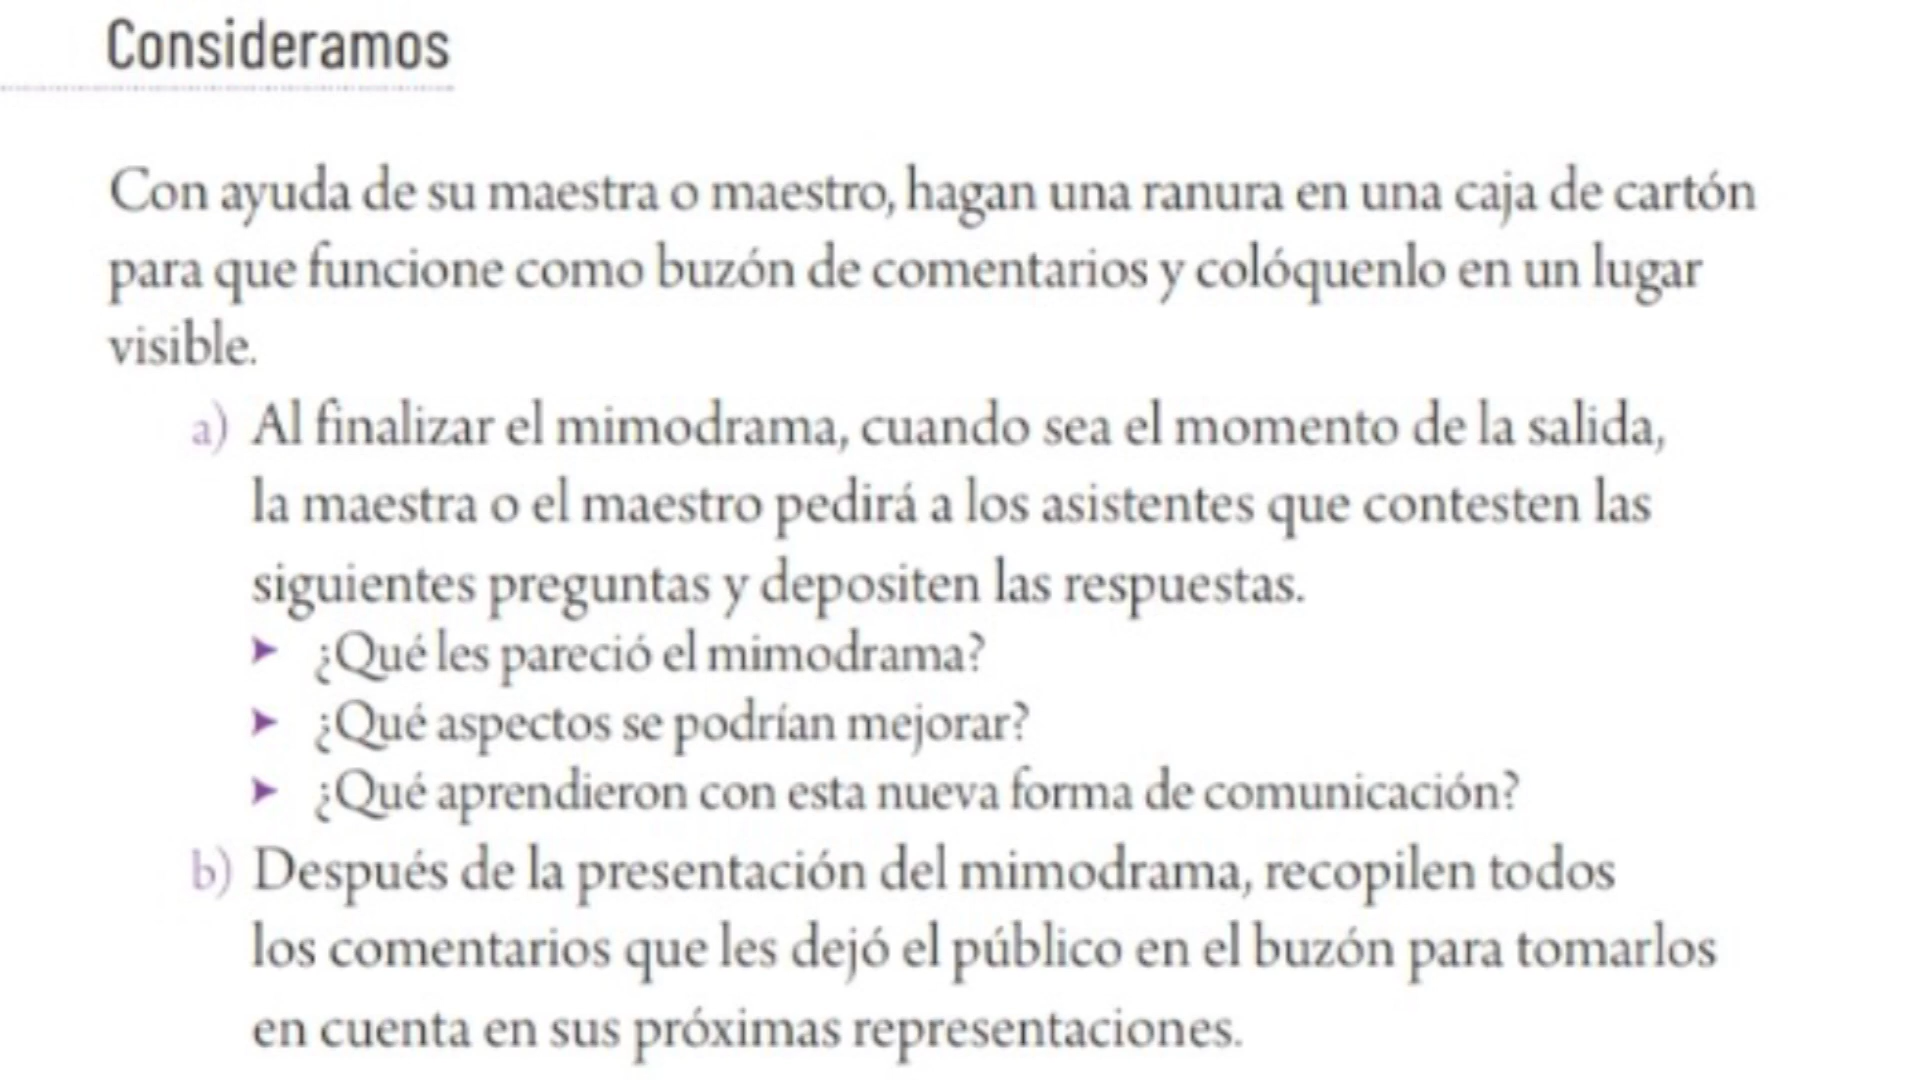 Consideramos
Con ayuda de su maestra o maestro, hagan una ranura en una caja de cartón
para que funcione como buzón de comentarios y colóquenlo en un lugar
visible.
a) Al finalizar el mimodrama, cuando sea el momento de la salida,
la maestra o el maestro pedirá a los asistentes que contesten las
siguientes preguntas y depositen las respuestas.
➤ ¿Qué les pareció el mimodrama?
➤ ¿Qué aspectos se podrían mejorar?
➤ ¿Qué aprendieron con esta nueva forma de comunicación?
b) Después de la presentación del mimodrama, recopilen todos
los comentarios que les dejó el público en el buzón para tomarlos
en cuenta en sus próximas representaciones.